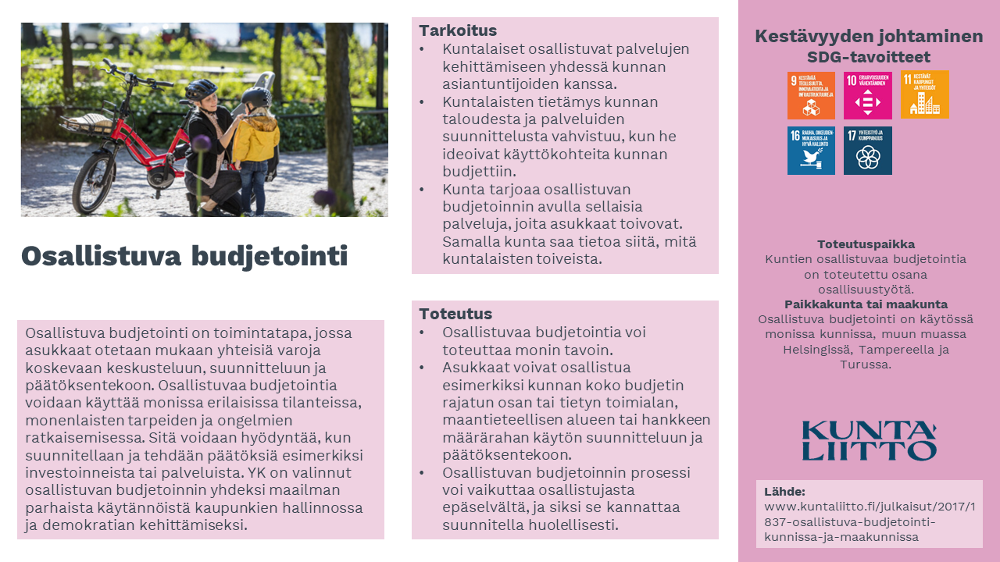 Osallistuva budjetointi
Osallistuva budjetointi on toimintatapa, jossa
asukkaat otetaan mukaan yhteisiä varoja
koskevaan keskusteluun, suunnitteluun ja
päätöksentekoon. Osallistuvaa budjetointia
voidaan käyttää monissa erilaisissa tilanteissa,
monenlaisten tarpeiden ja ongelmien
ratkaisemisessa. Sitä voidaan hyödyntää, kun
suunnitellaan ja tehdään päätöksiä esimerkiksi
investoinneista tai palveluista. YK on valinnut
osallistuvan budjetoinnin yhdeksi maailman
parhaista käytännöistä kaupunkien hallinnossa
ja demokratian kehittämiseksi.
Tarkoitus
• Kuntalaiset osallistuvat palvelujen
kehittämiseen yhdessä kunnan
asiantuntijoiden kanssa.
• Kuntalaisten tietämys kunnan
taloudesta ja palveluiden
suunnittelusta vahvistuu, kun he
ideoivat käyttökohteita kunnan
budjettiin.
• Kunta tarjoaa osallistuvan
budjetoinnin avulla sellaisia
palveluja, joita asukkaat toivovat.
Samalla kunta saa tietoa siitä, mitä
kuntalaisten toiveista.
Toteutus
• Osallistuvaa budjetointia voi
toteuttaa monin tavoin.
• Asukkaat voivat osallistua
esimerkiksi kunnan koko budjetin
rajatun osan tai tietyn toimialan,
maantieteellisen alueen tai hankkeen
määrärahan käytön suunnitteluun ja
päätöksentekoon.
• Osallistuvan budjetoinnin prosessi
voi vaikuttaa osallistujasta
epäselvältä, ja siksi se kannattaa
suunnitella huolellisesti.
Kestävyyden johtaminen
SDG-tavoitteet
9 KESTÄVÄÄ
TEOLLISUUTTA,
INNOVAATIOITA JA
INFRASTRUKTUUREJA
10 ERIARVOISUUDEN
VÄHENTÄMINEN
11 KESTÄVÄT
KAUPUNGIT
JA YHTEISÖT
16 RAUHA, OIKEUDEN-
MUKAISUUS JA
HYVÄ HALLINTO
17 YHTEISTYÖ JA
KUMPPANUUS
Toteutuspaikka
Kuntien osallistuvaa budjetointia
on toteutettu osana
osallisuustyötä.
Paikkakunta tai maakunta
Osallistuva budjetointi on käytössä
monissa kunnissa, muun muassa
Helsingissä, Tampereella ja
Turussa.
KUNTA
LIITTO
Lähde:
www.kuntaliitto.fi/julkaisut/2017/1
837-osallistuva-budjetointi-
kunnissa-ja-maakunnissa